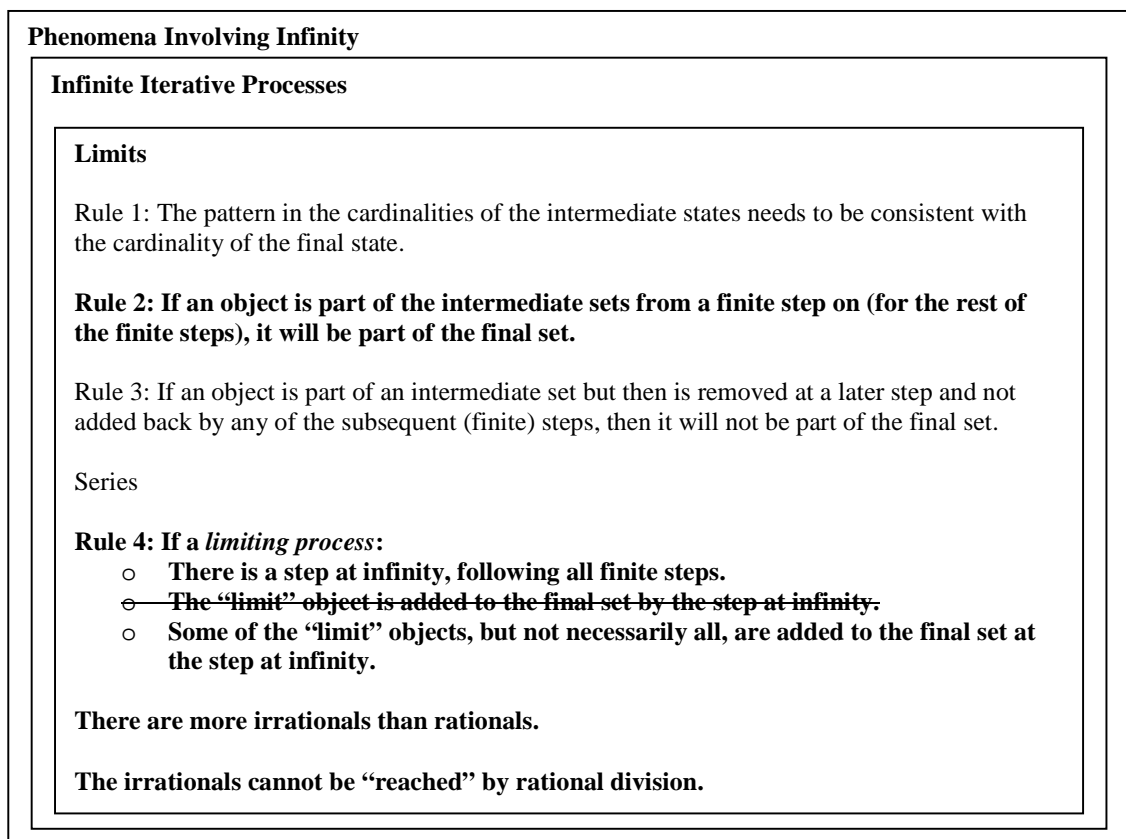 Phenomena Involving Infinity
Infinite Iterative Processes
Limits
Rule 1: The pattern in the cardinalities of the intermediate states needs to be consistent with
the cardinality of the final state.
Rule 2: If an object is part of the intermediate sets from a finite step on (for the rest of
the finite steps), it will be part of the final set.
Rule 3: If an object is part of an intermediate set but then is removed at a later step and not
added back by any of the subsequent (finite) steps, then it will not be part of the final set.
Series
Rule 4: If a limiting process:
o There is a step at infinity, following all finite steps.
o The “limit” object is added to the final set by the step at infinity.
o Some of the “limit” objects, but not necessarily all, are added to the final set at
the step at infinity.
There are more irrationals than rationals.
The irrationals cannot be “reached” by rational division.